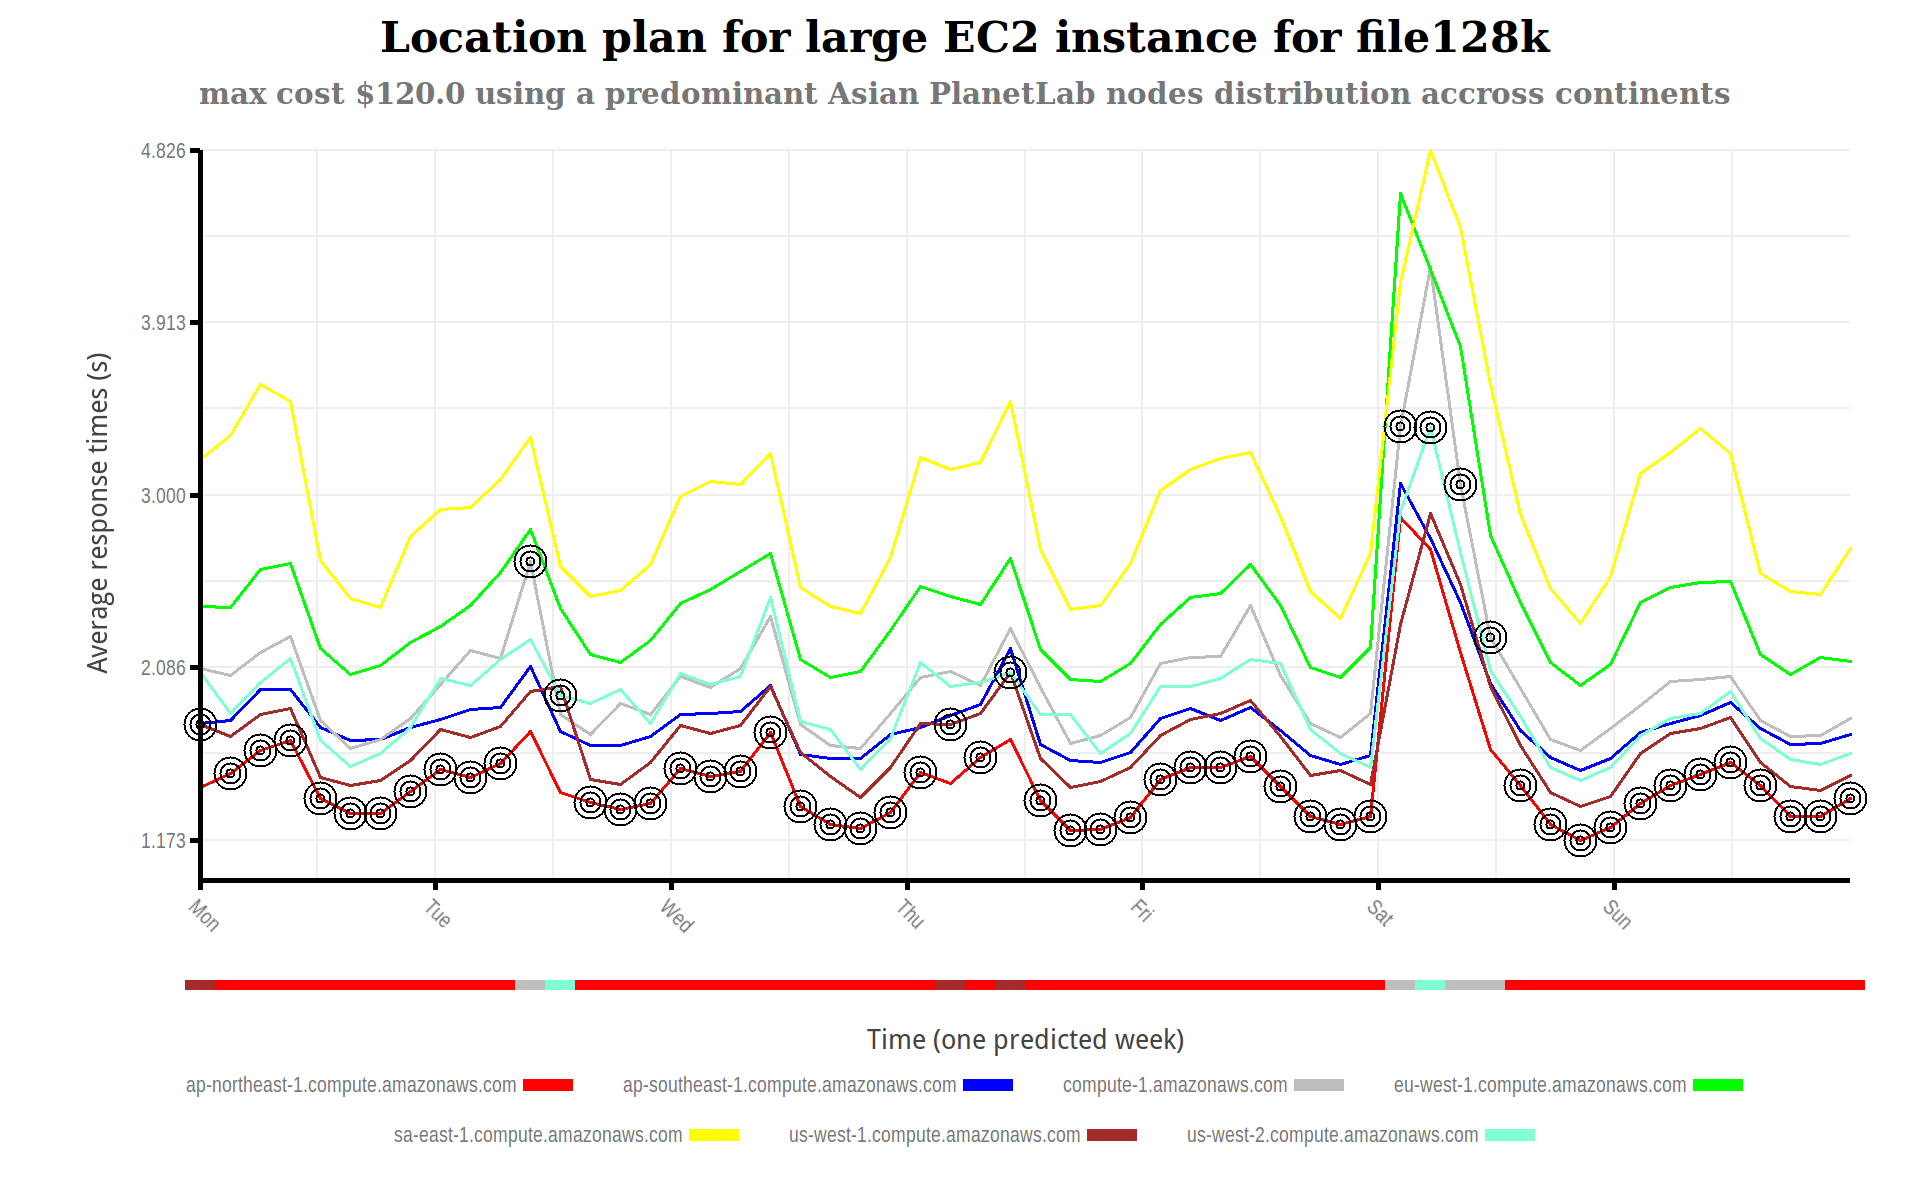 Location plan for large EC2 instance for file128k
max cost $120.0 using a predominant Asian PlanetLab nodes distribution accross continents
4.826
3.913
3.000
2.086
1.173
Average response times (s)
Mon Tue Wed Thu Fri Sat Sun
Time (one predicted week)
ap-northeast-1.compute.amazonaws.com ap-southeast-1.compute.amazonaws.com compute-1.amazonaws.com eu-west-1.compute.amazonaws.com
sa-east-1.compute.amazonaws.com us-west-1.compute.amazonaws.com us-west-2.compute.amazonaws.com